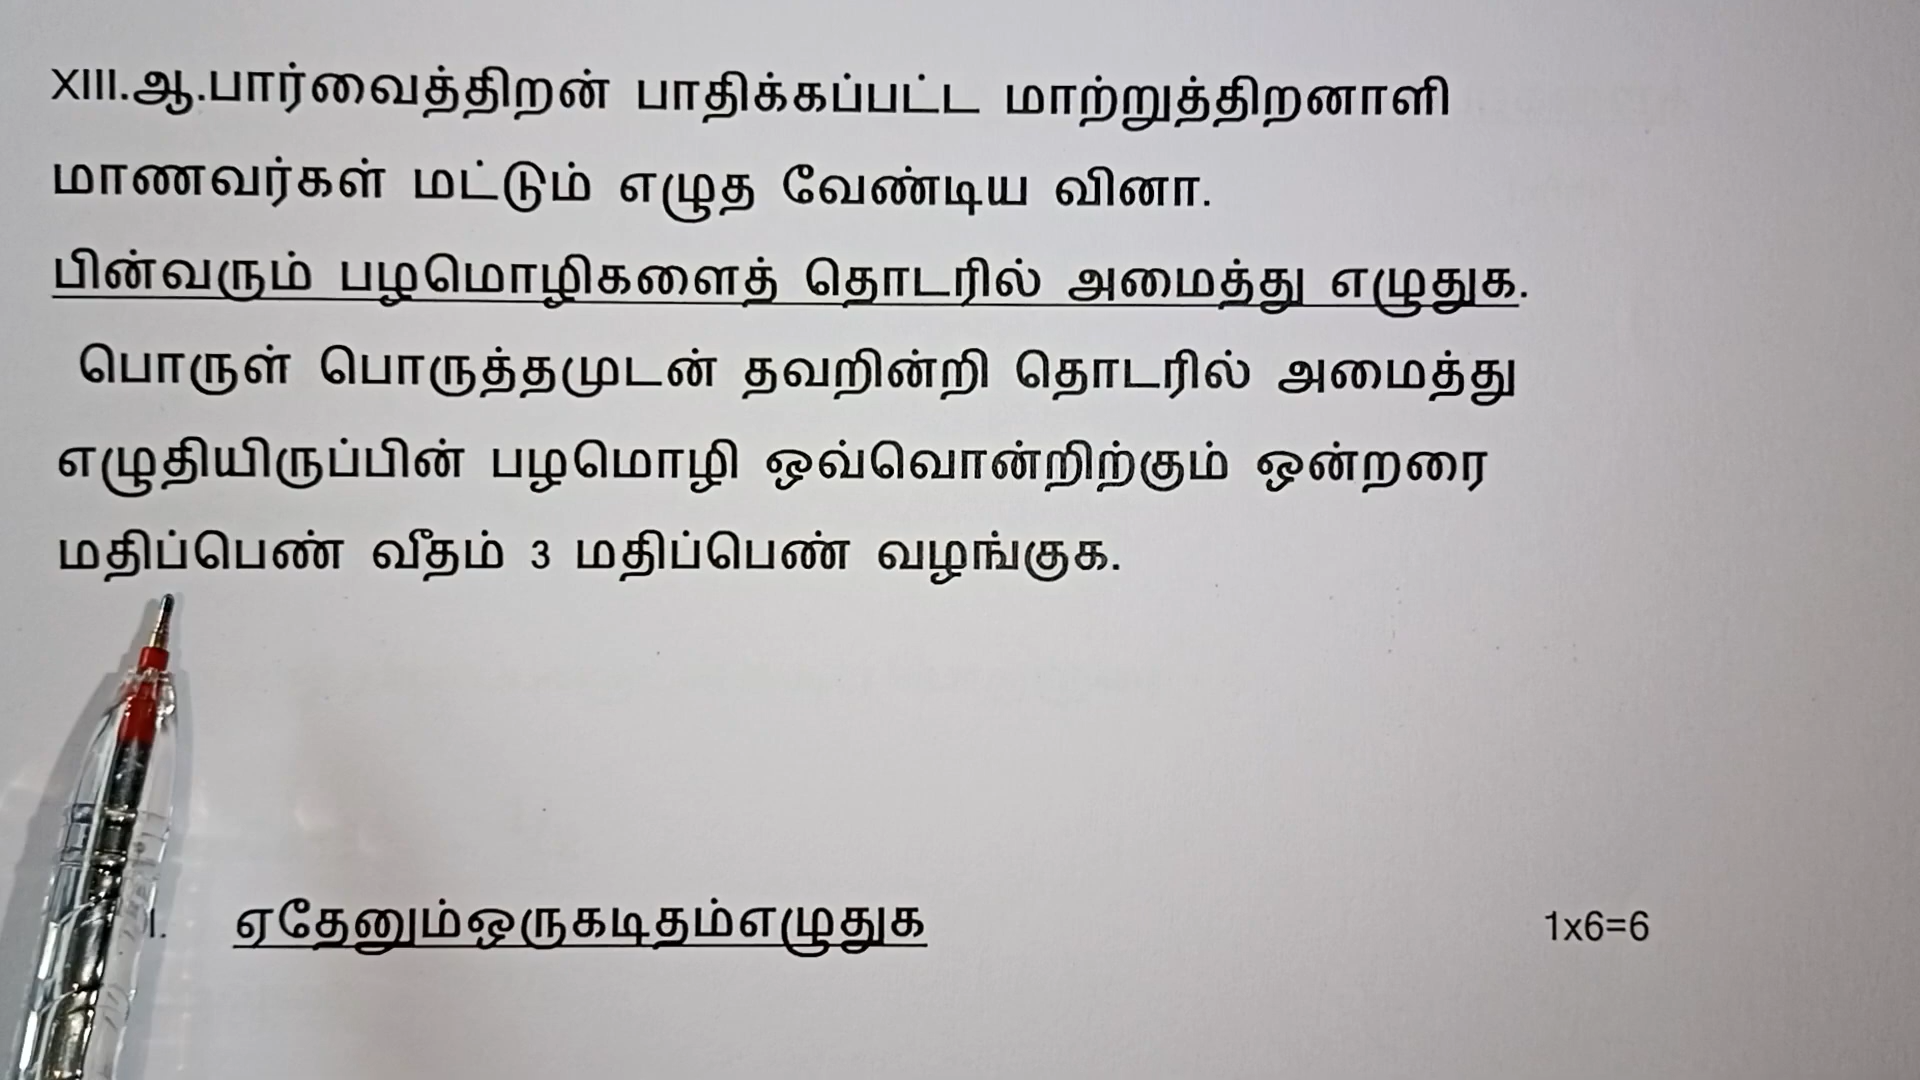 XIII.ஆ.பார்வைத்திறன் பாதிக்கப்பட்ட மாற்றுத்திறனாளி
மாணவர்கள் மட்டும் எழுத வேண்டிய வினா.
பின்வரும் பழமொழிகளைத் தொடரில் அமைத்து எழுதுக.
பொருள் பொருத்தமுடன் தவறின்றி தொடரில் அமைத்து
எழுதியிருப்பின் பழமொழி ஒவ்வொன்றிற்கும் ஒன்றரை
மதிப்பெண் வீதம் 3 மதிப்பெண் வழங்குக.
ஏதேனும்ஒருகடிதம்எழுதுக 1x6=6